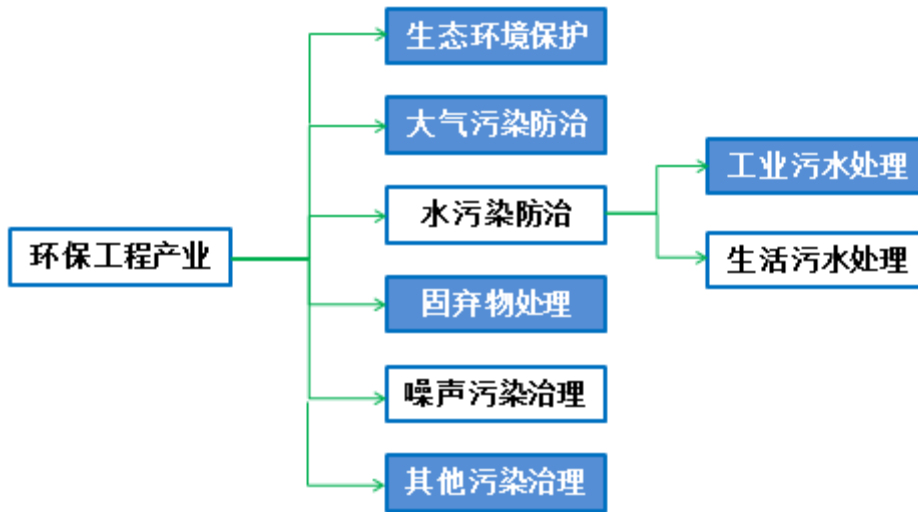 环保工程产业
生态环境保护
大气污染防治
水污染防治
固弃物处理
噪声污染治理
其他污染治理
工业污水处理
生活污水处理